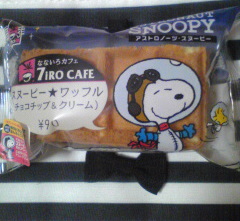 SNOOPY
アストロノーツ・スヌーピー
なないろカフェ
7IRO CAFE
スヌーピー★ワッフル
チョコチップ&クリーム)